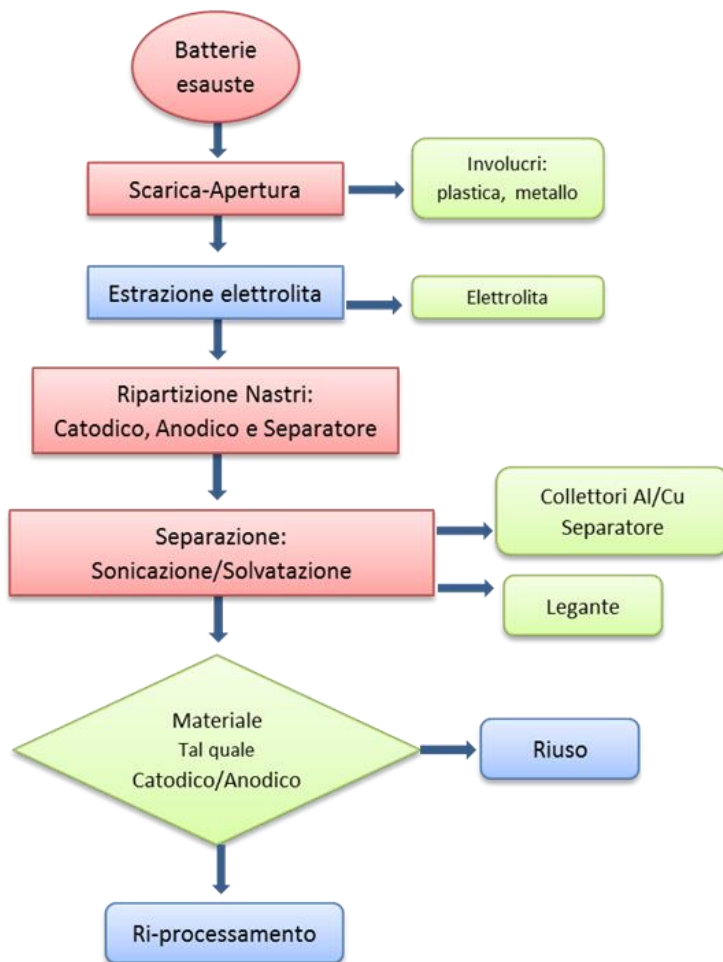 Batterie
esauste
Scarica-Apertura
Involucri:
plastica, metallo
Estrazione elettrolita
Elettrolita
Ripartizione Nastri:
Catodico, Anodico e Separatore
Separazione:
Sonicazione/Solvatazione
Collettori Al/Cu
Separatore
Legante
Materiale
Tal quale
Catodico/Anodico
Riuso
Ri-processamento